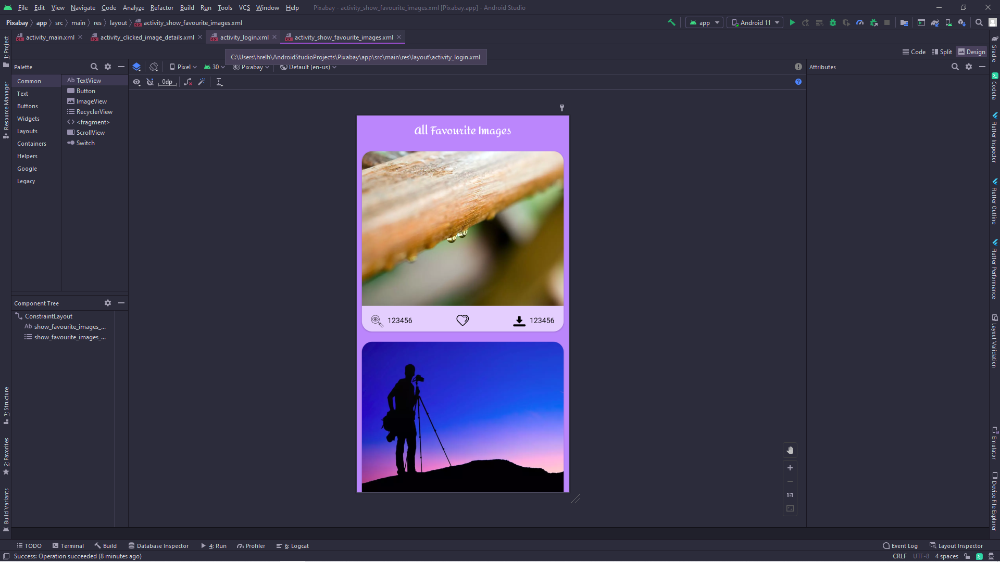 File Edit View Navigate Code Analyze Refactor Build Run Tools VCS Window Help Pixabay - activity_show_favourite_images.xml [Pixabay.app] - Android Studio
Pixabay app src main res layout activity_show_favourite_images.xml app Android 11
activity_main.xml activity_clicked_image_details.xml activity_login.xml activity_show_favourite_images.xml
C:\Users\hrelh\AndroidStudioProjects\Pixabay\app\src\main\res\layout\activity_login.xml
Code Split Design
Palette
Pixel 30 Pixabay Default (en-us)
Attributes
0dp
Common
Text
Buttons
Widgets
Layouts
Containers
Helpers
Google
Legacy
Ab TextView
Button
ImageView
RecyclerView
<fragment>
ScrollView
Switch
Component Tree
ConstraintLayout
Ab show_favourite_images_...
show_favourite_images_...
All Favourite Images
123456 123456
1:1
1: Project
Resource Manager
7: Structure
2: Favorites
Build Variants
Gradle
Codota
Flutter Inspector
Flutter Outline
Flutter Performance
Layout Validation
Emulator
Device File Explorer
TODO Terminal Build Database Inspector 4: Run Profiler 6: Logcat Event Log Layout Inspector
Success: Operation succeeded (8 minutes ago) CRLF UTF-8 4 spaces